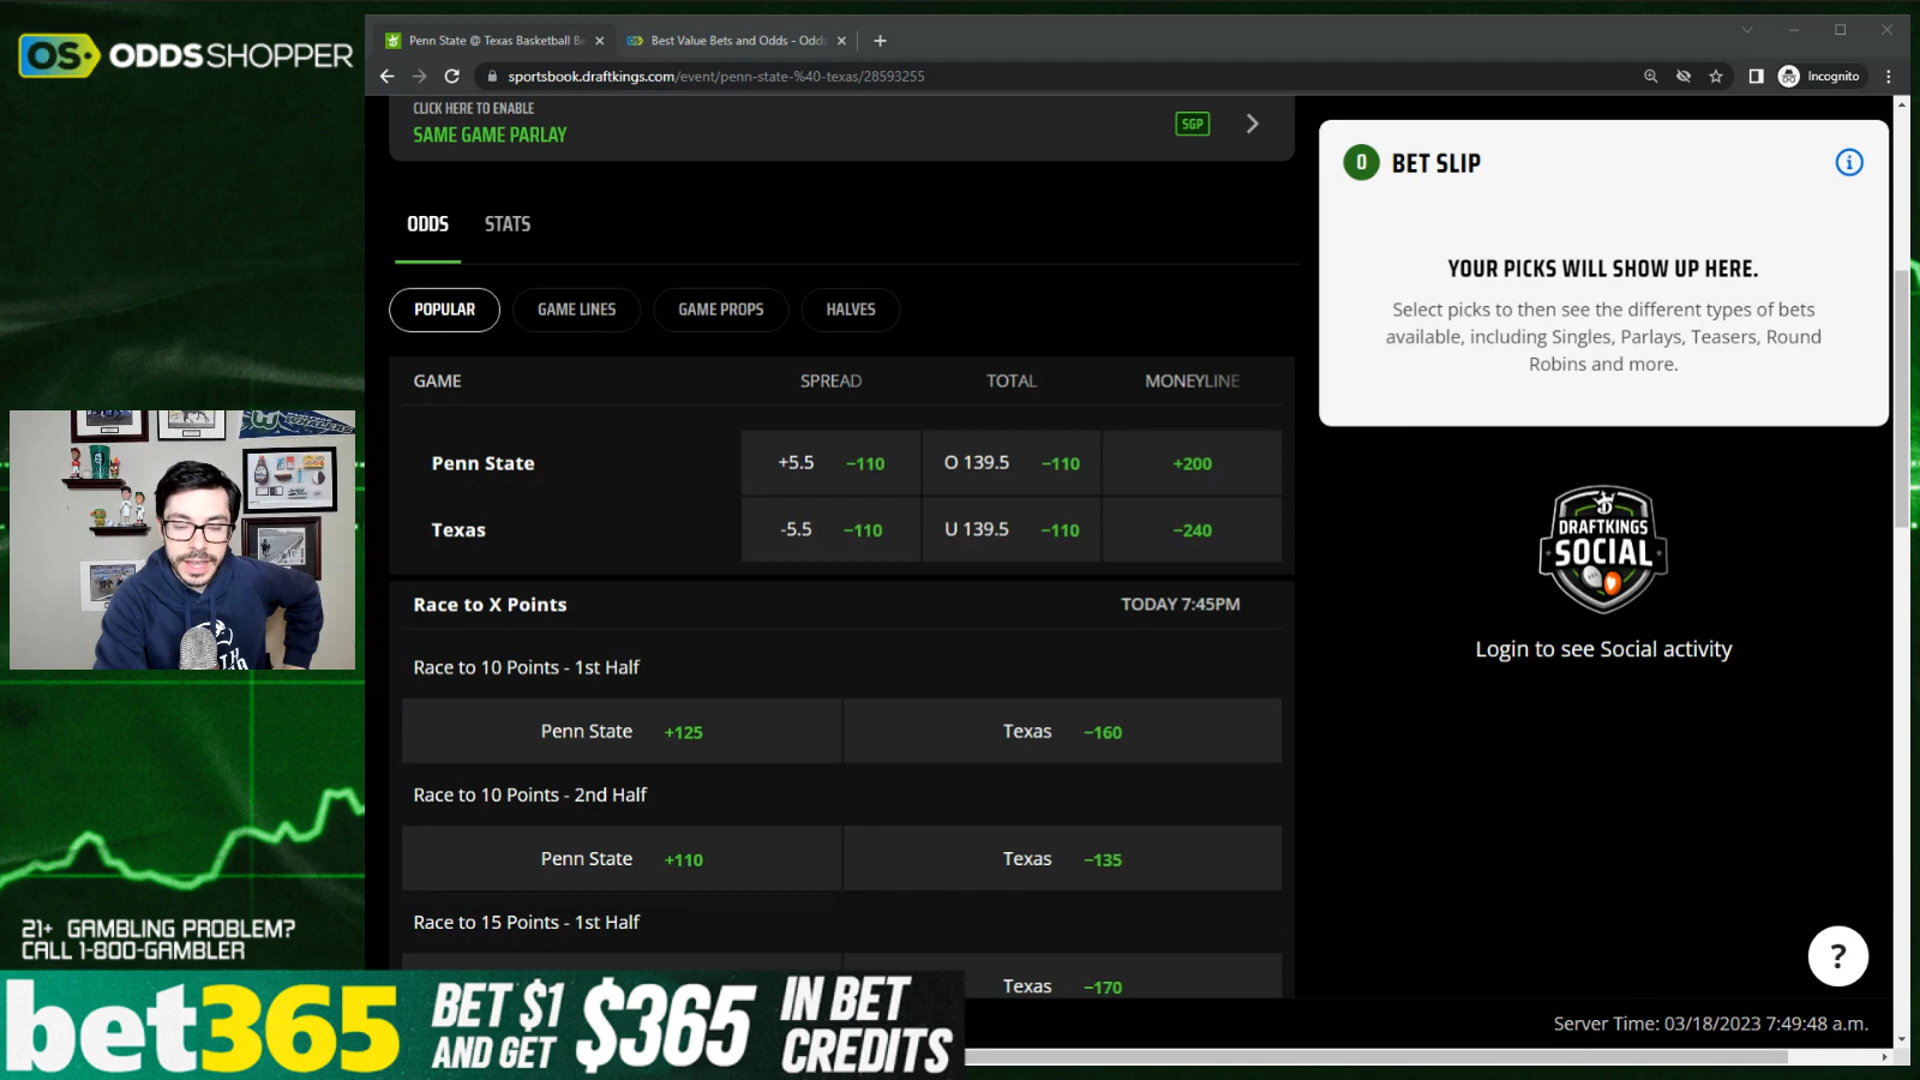 OS ODDSSHOPPER
Penn State @ Texas Basketball Be
Best Value Bets and Odds - Odds
sportsbook.draftkings.com/event/penn-state-%40-texas/28593255
Incognito
CLICK HERE TO ENABLE
SAME GAME PARLAY
SGP
0 BET SLIP
YOUR PICKS WILL SHOW UP HERE.
Select picks to then see the different types of bets
available, including Singles, Parlays, Teasers, Round
Robins and more.
ODDS STATS
POPULAR GAME LINES GAME PROPS HALVES
GAME SPREAD TOTAL MONEYLINE
Penn State +5.5 −110 O 139.5 −110 +200
Texas -5.5 −110 U 139.5 −110 −240
Race to X Points TODAY 7:45PM
Race to 10 Points - 1st Half
Penn State +125 Texas −160
Race to 10 Points - 2nd Half
Penn State +110 Texas −135
Race to 15 Points - 1st Half
Texas −170
DRAFTKINGS
SOCIAL
Login to see Social activity
?
Server Time: 03/18/2023 7:49:48 a.m.
WHALERS
21+ GAMBLING PROBLEM?
CALL 1-800-GAMBLER
bet365
BET $1
AND GET
$365
IN BET
CREDITS